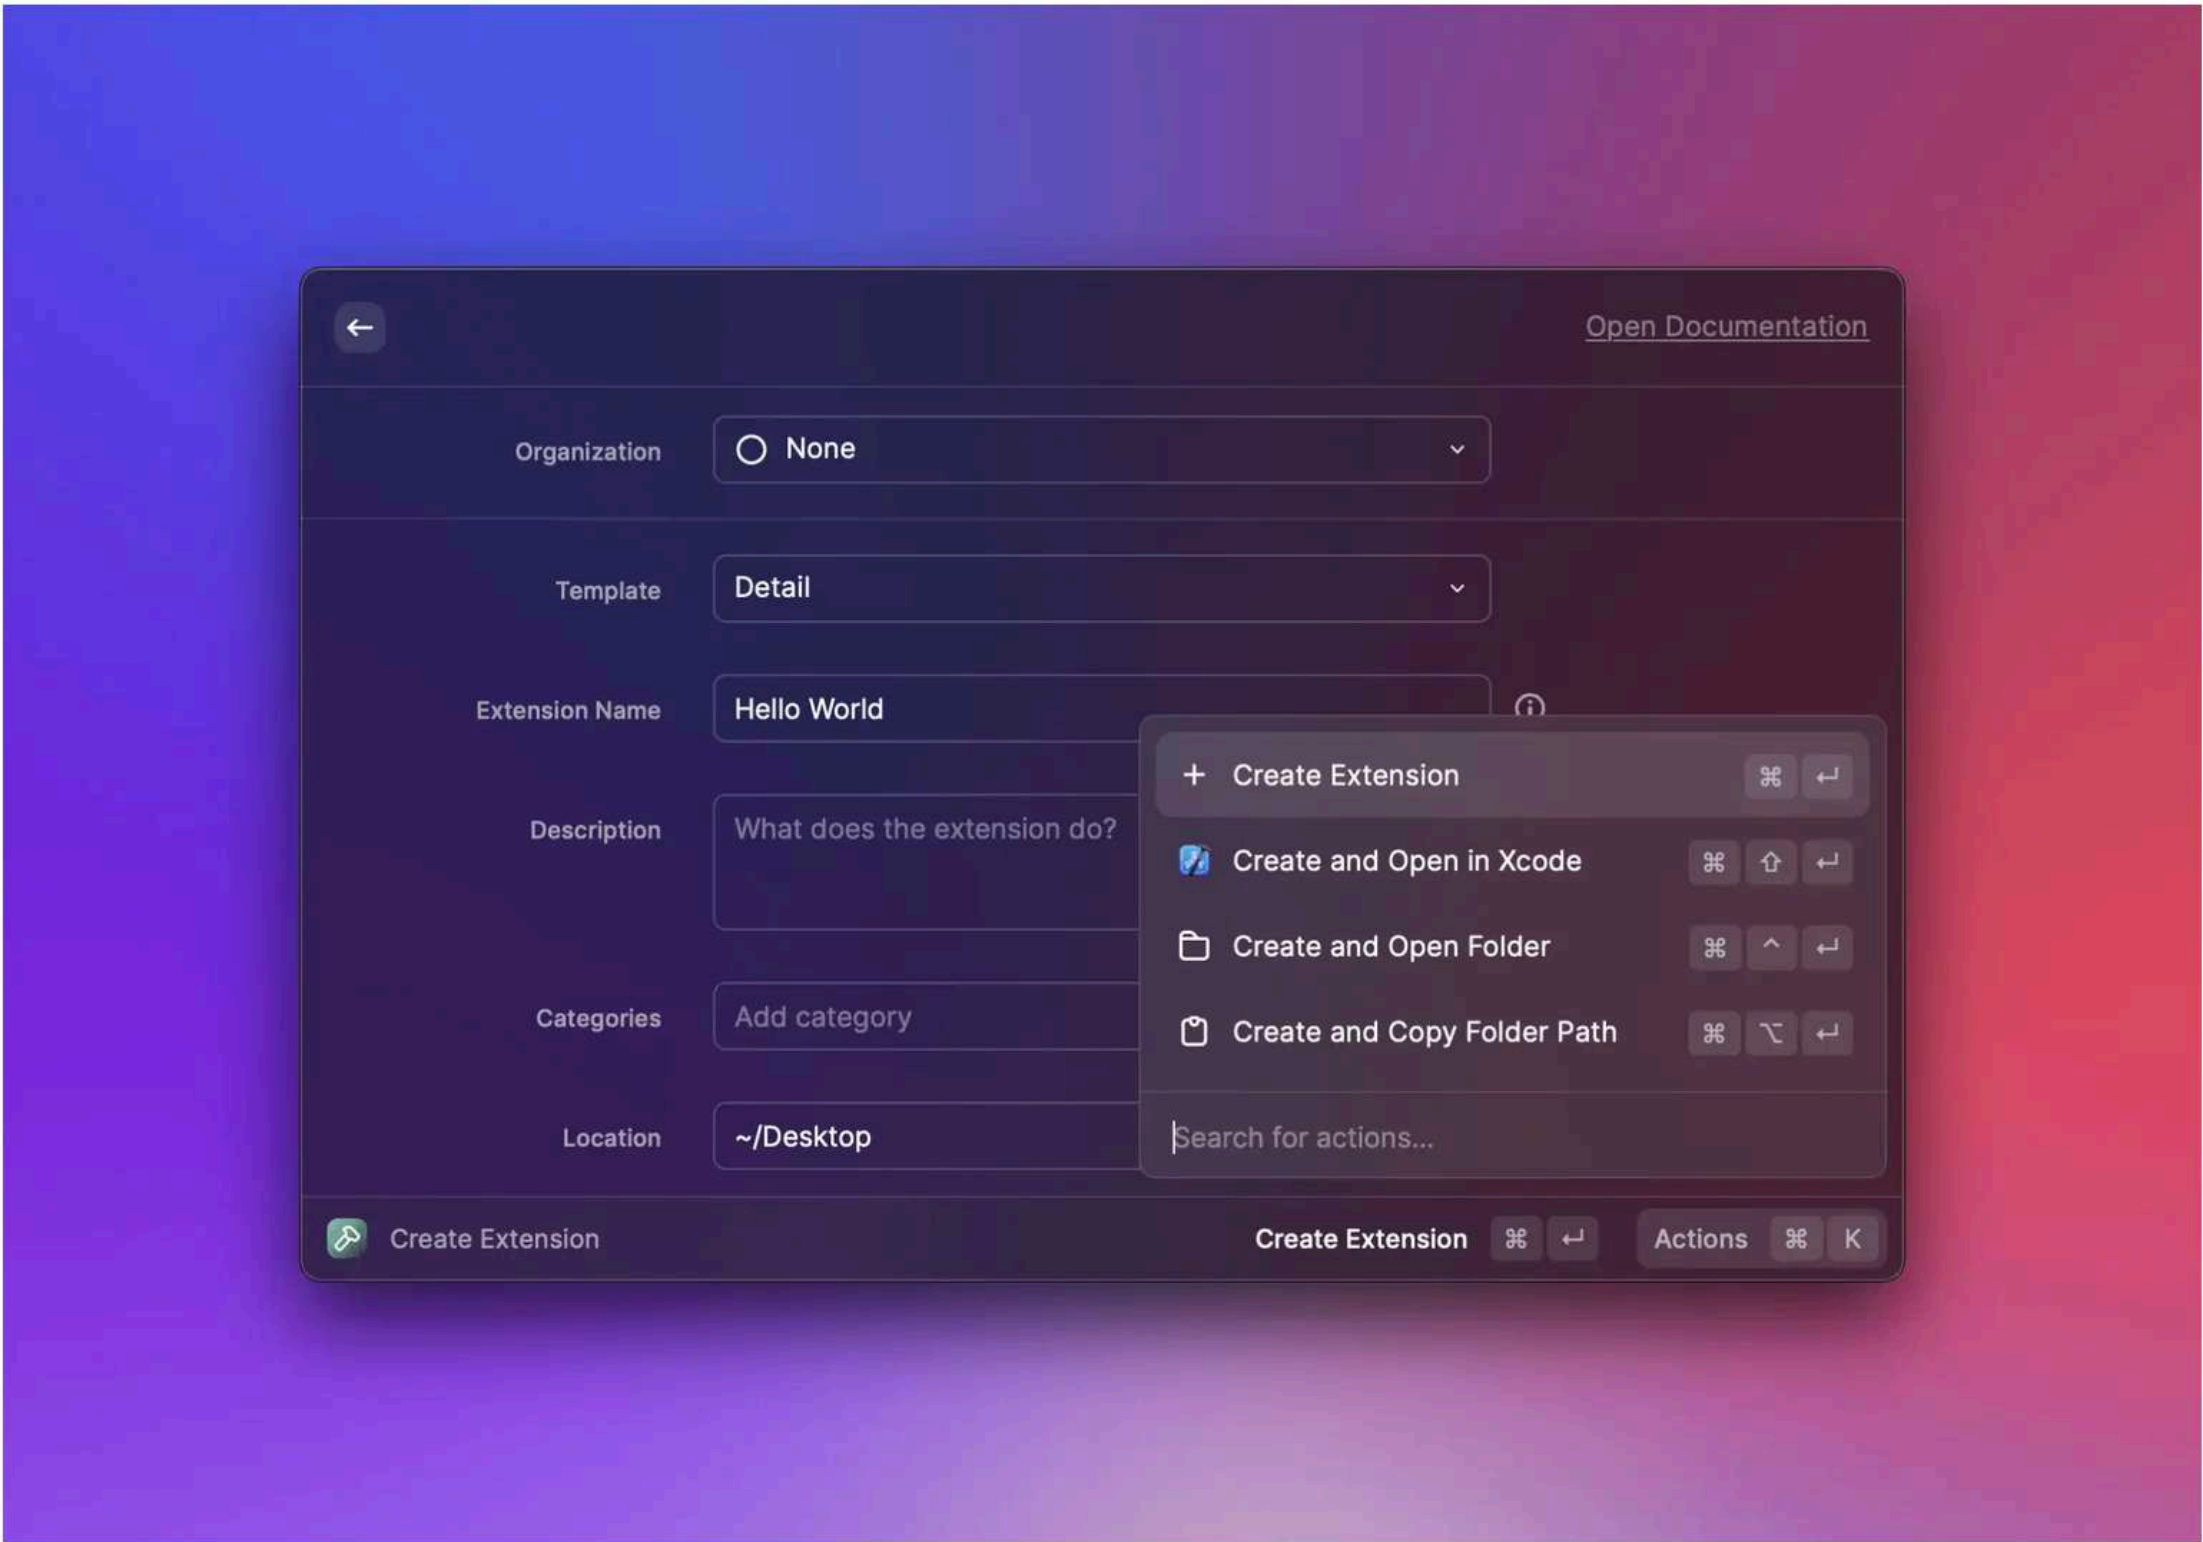 Open Documentation
Organization
None
Template
Detail
Extension Name
Hello World
Description
What does the extension do?
Categories
Add category
Location
~/Desktop
Create Extension ⌘ ↵
Create and Open in Xcode ⌘ ⇧ ↵
Create and Open Folder ⌘ ^ ↵
Create and Copy Folder Path ⌘ ⌥ ↵
Search for actions...
Create Extension
Create Extension ⌘ ↵
Actions ⌘ K